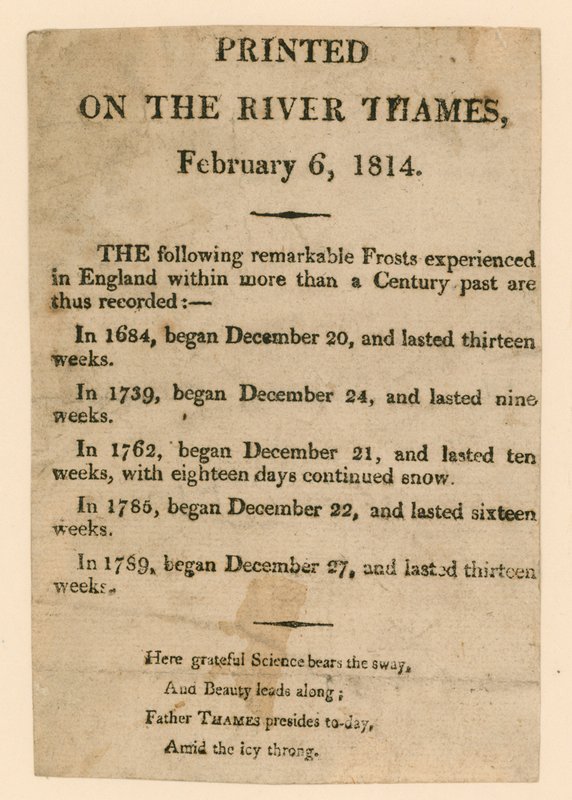 PRINTED
ON THE RIVER THAMES,
February 6, 1814.
THE following remarkable Frosts experienced
in England within more than a Century past are
thus recorded:—
In 1684, began December 20, and lasted thirteen
weeks.
In 1739, began December 24, and lasted nine
weeks.
In 1762, began December 21, and lasted ten
weeks, with eighteen days continued snow.
In 1785, began December 22, and lasted sixteen
weeks.
In 1789, began December 27, and lasted thirteen
weeks.
Here grateful Science bears the sway,
And Beauty leads along;
Father THAMES presides to-day,
Amid the icy throng.